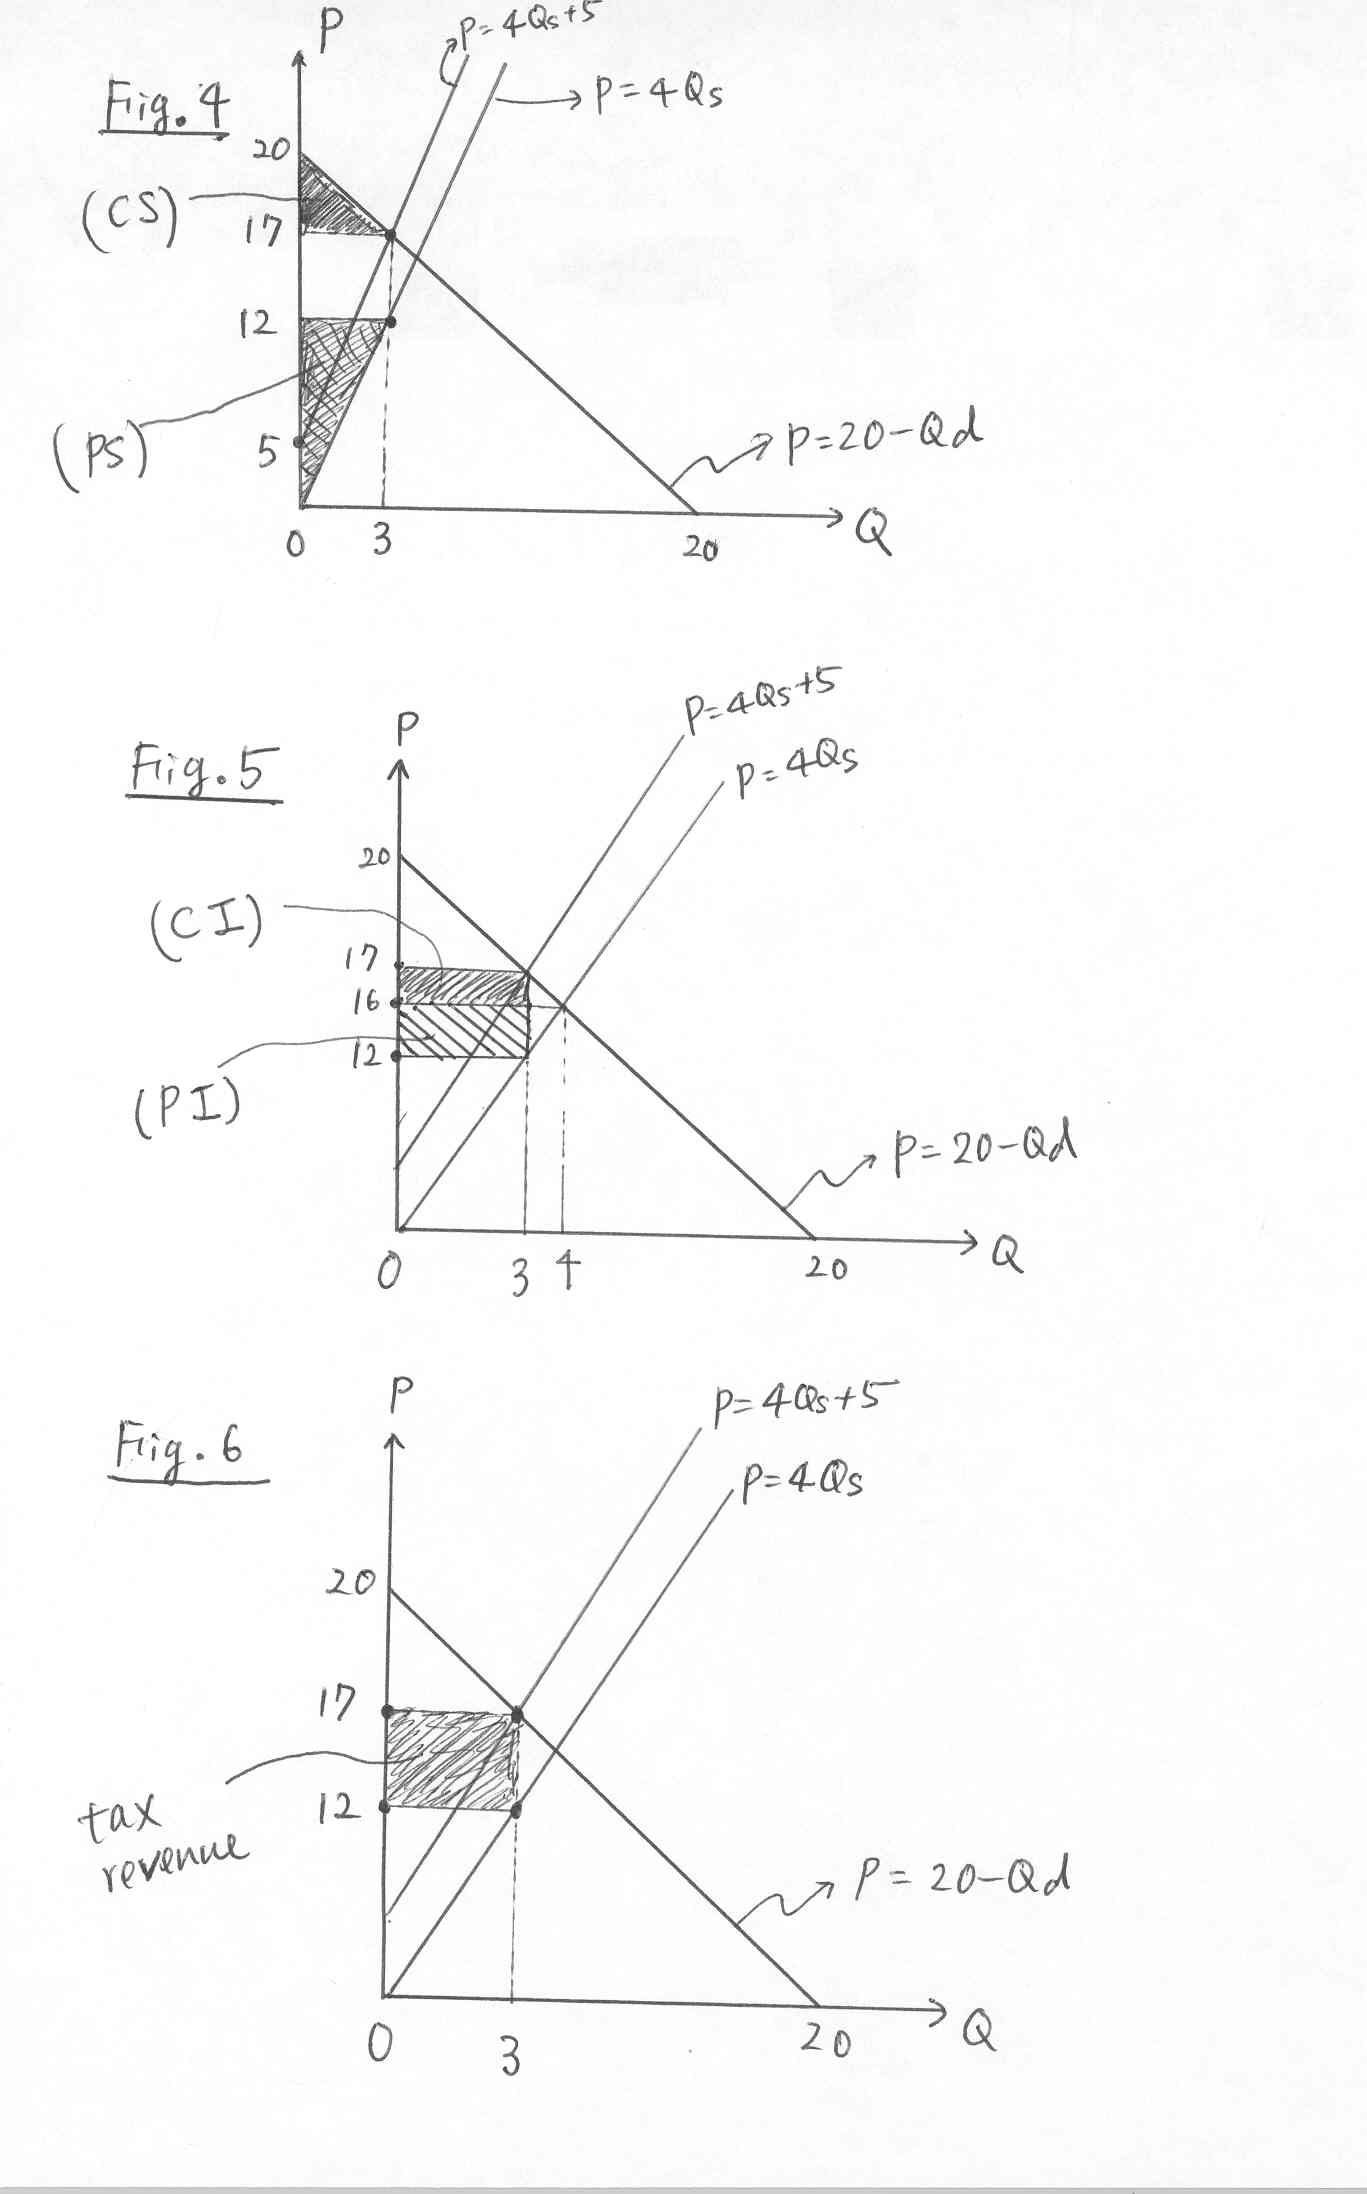 Fig. 4
P
P=4Qs+5
P=4Qs
20
(CS)
17
12
(PS)
5
P=20-Qd
0
3
20
Q
Fig. 5
P
P=4Qs+5
P=4Qs
20
(CI)
17
16
12
(PI)
P=20-Qd
0
3
4
20
Q
Fig. 6
P
P=4Qs+5
P=4Qs
20
17
12
tax
revenue
P=20-Qd
0
3
20
Q